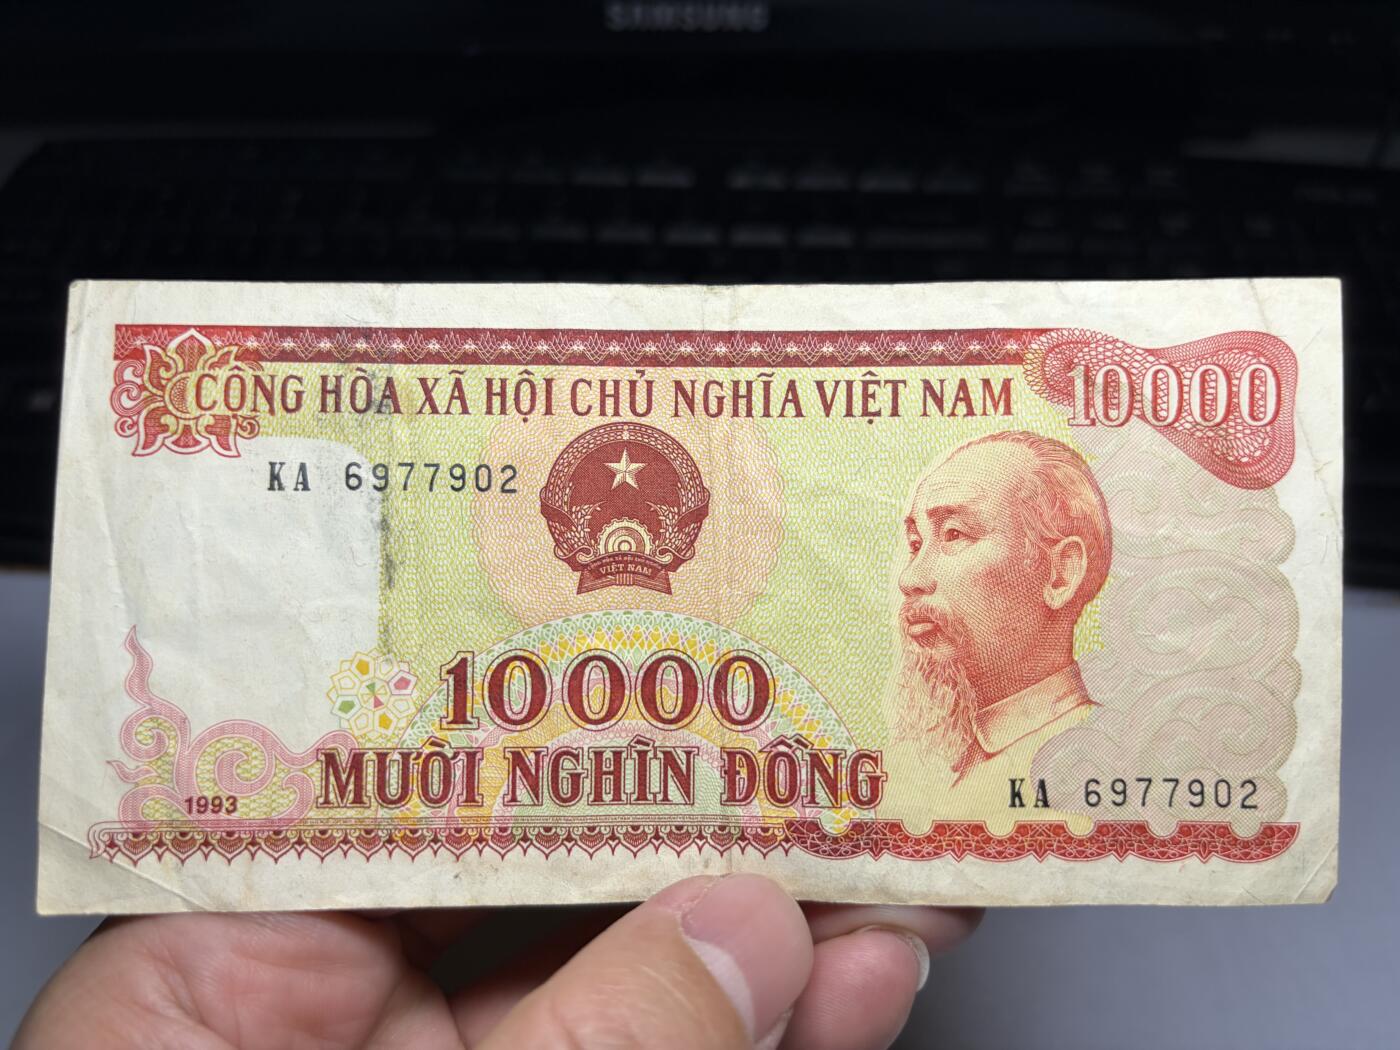 SAMSUNG
CỘNG HÒA XÃ HỘI CHỦ NGHĨA VIỆT NAM
10000
KA 6977902
VIỆT NAM
10000
MƯỜI NGHÌN ĐỒNG
1993
KA 6977902